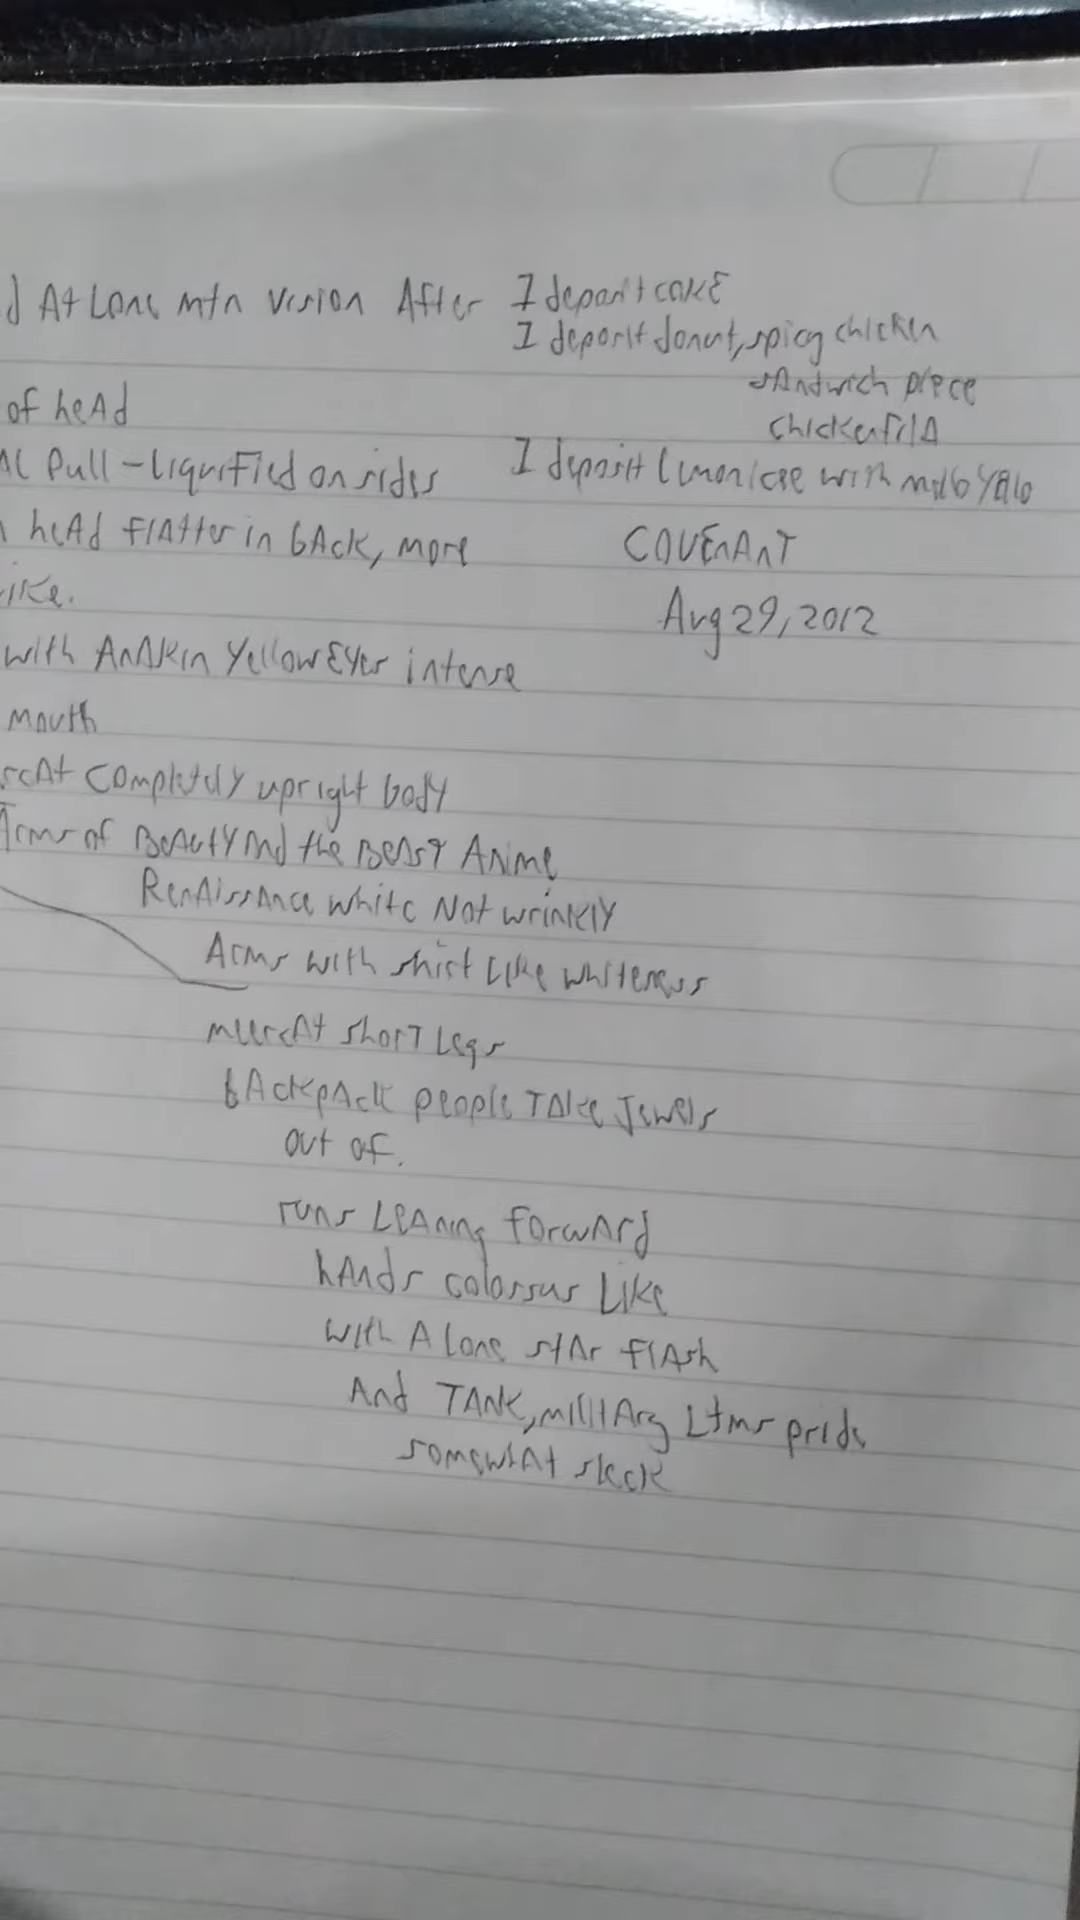 At Lone mtn vision After
of head
Pull-liquified on sides
head flatter in back, more
ike.
with Anakin Yellow Eyes intense
mouth
rcat completely upright body
Arms of Beauty and the Beast Anime
Renaissance white Not wrinkly
Arms with shirt like whiteness
meercat short legs
backpack people Take Jewels
out of.
runs Leaning forward
hands colossus Like
with A lone star flash
And TANK, military pride
somewhat sleek
I deposit cake
I deposit donut, spicy chicken
sandwich piece
chickenfilA
I deposit with
COVENANT
Aug 29, 2012